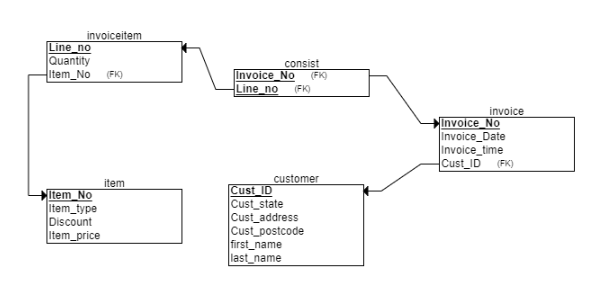 invoiceitem
Line_no
Quantity
Item_No (FK)
consist
Invoice_No (FK)
Line_no (FK)
invoice
Invoice_No
Invoice_Date
Invoice_time
Cust_ID (FK)
item
Item_No
Item_type
Discount
Item_price
customer
Cust_ID
Cust_state
Cust_address
Cust_postcode
first_name
last_name